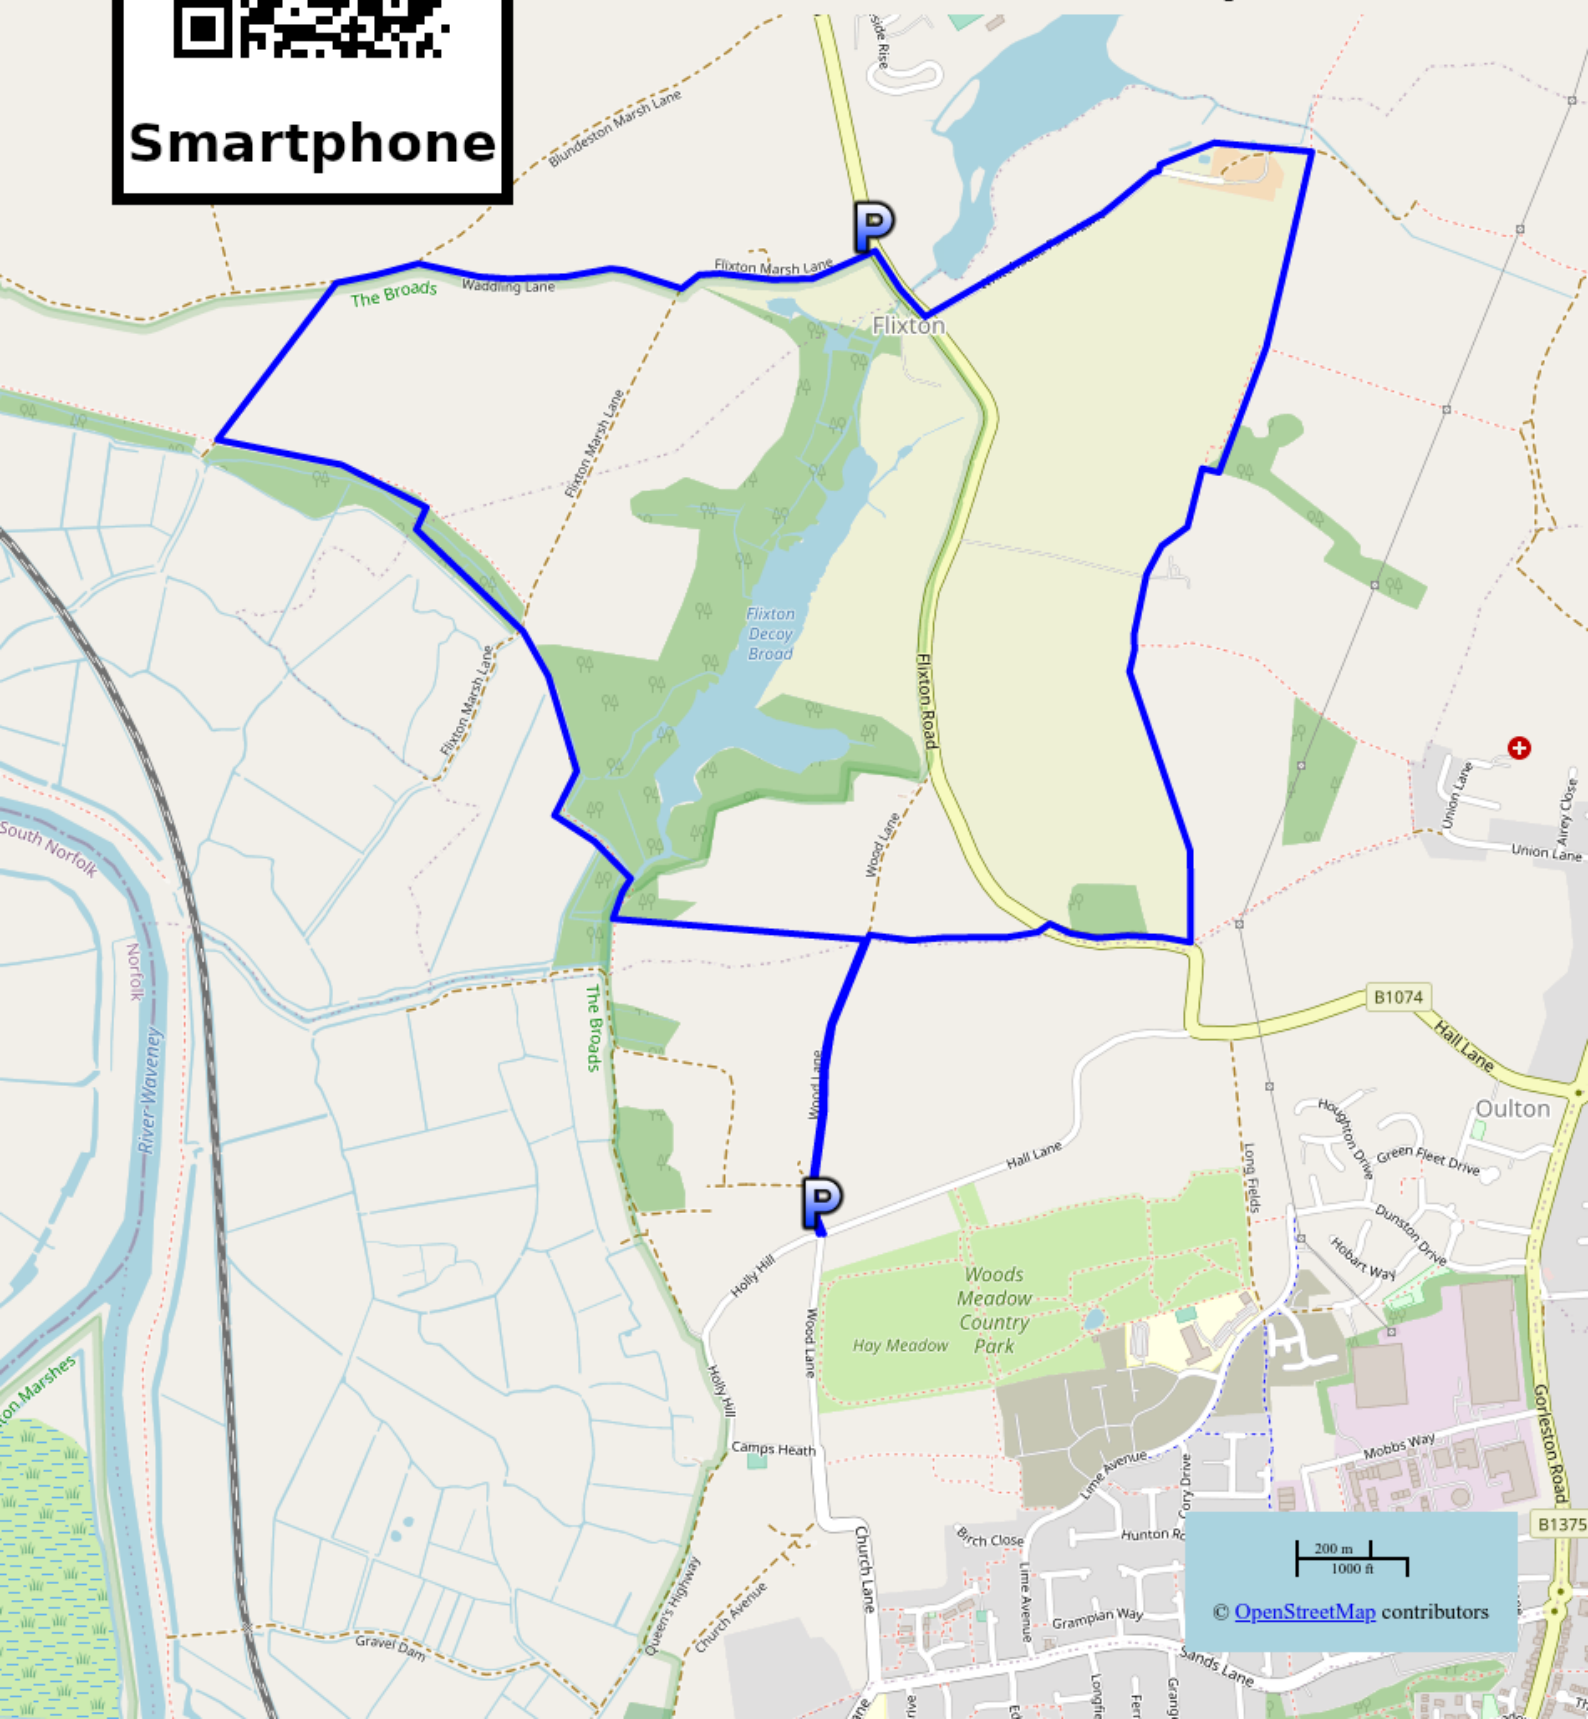 Smartphone
Blundeston Marsh Lane
P
Flixton Marsh Lane
The Broads
Waddling Lane
Flixton
Flixton Marsh Lane
Flixton
Decoy
Broad
Flixton Road
Flixton Marsh Lane
Union Lane
Airey Close
Union Lane
Wood Lane
South Norfolk
Norfolk
The Broads
B1074
Hall Lane
River Waveney
Wood Lane
Oulton
Houghton Drive
Green Fleet Drive
Hall Lane
Long Fields
P
Dunston Drive
Hobart Way
Holly Hill
Woods
Meadow
Country
Park
Hay Meadow
Wood Lane
Holly Hill
Gorleston Road
Camps Heath
Mobbs Way
Lime Avenue
Birch Close
B1375
200 m
1000 ft
Church Lane
Lime Avenue
Queen's Highway
Church Avenue
Grampian Way
© OpenStreetMap contributors
Gravel Dam
Sands Lane